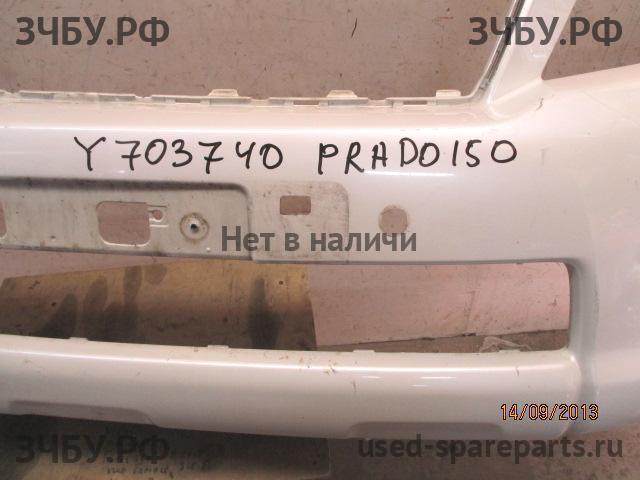 ЗЧБУ.РФ ЗЧБУ.РФ
Y703740 PRADO150
Нет в наличи
14/09/2013
ЗЧБУ.РФ used-spareparts.ru